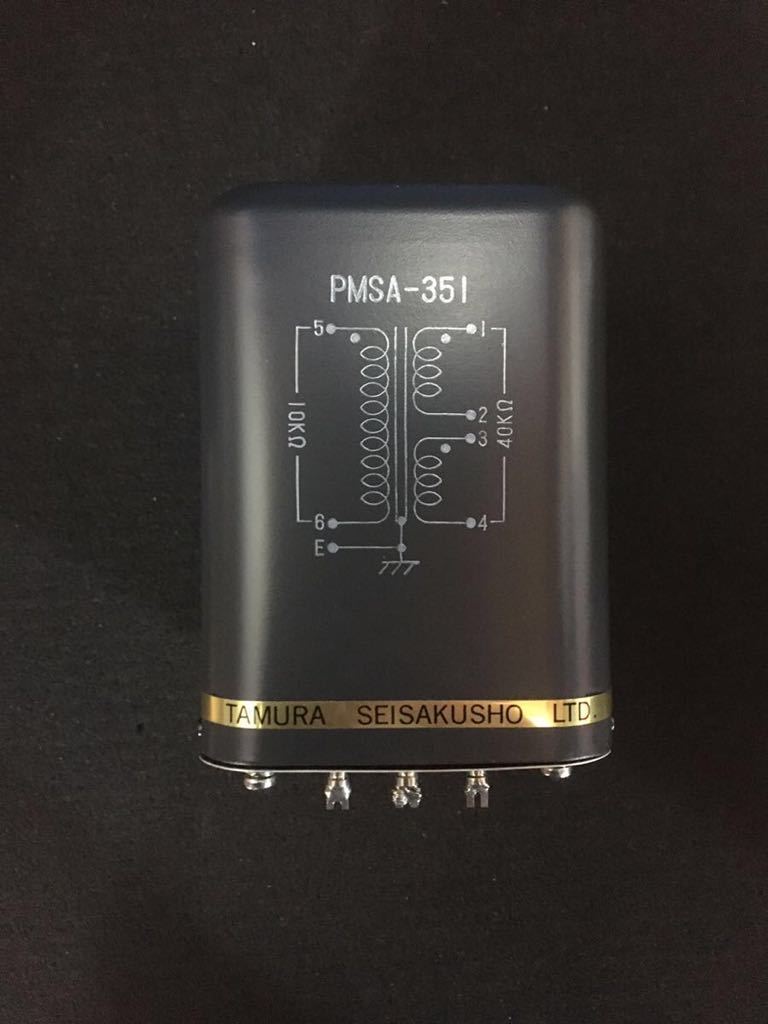 PMSA-351
5 1
10KΩ
2
3
40KΩ
6 4
E
TAMURA SEISAKUSHO LTD.